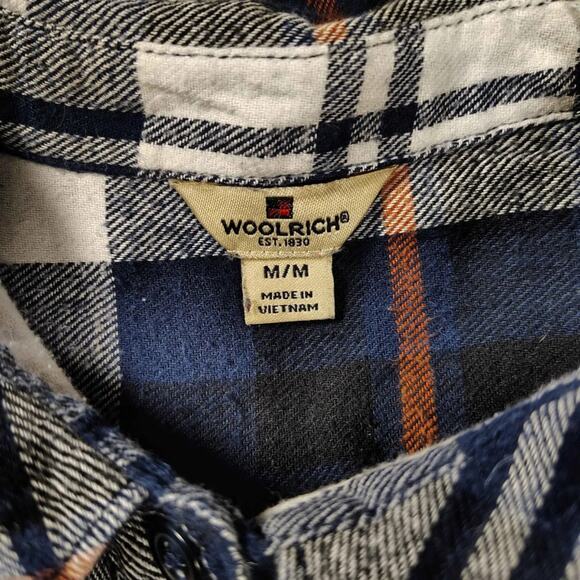 WOOLRICH®
EST. 1830
M/M
MADE IN
VIETNAM